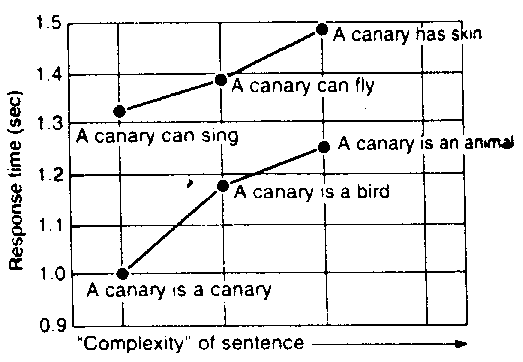 1.5
A canary has skin
1.4
A canary can fly
1.3
A canary can sing
A canary is an animal
1.2
A canary is a bird
1.1
1.0
A canary is a canary
0.9
Response time (sec)
"Complexity" of sentence